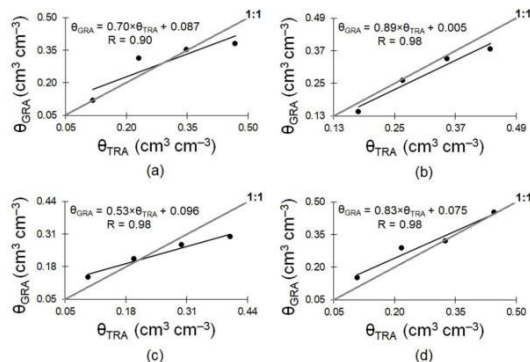 θGRA = 0.70×θTRA + 0.087
R = 0.90
1:1
0.50
0.35
0.20
0.05
θGRA (cm³ cm⁻³)
0.05 0.20 0.35 0.50
θTRA (cm³ cm⁻³)
(a)
θGRA = 0.89×θTRA + 0.005
R = 0.98
1:1
0.49
0.37
0.25
0.13
θGRA (cm³ cm⁻³)
0.13 0.25 0.37 0.49
θTRA (cm³ cm⁻³)
(b)
θGRA = 0.53×θTRA + 0.096
R = 0.98
1:1
0.44
0.31
0.18
0.05
θGRA (cm³ cm⁻³)
0.05 0.18 0.31 0.44
θTRA (cm³ cm⁻³)
(c)
θGRA = 0.83×θTRA + 0.075
R = 0.98
1:1
0.50
0.35
0.20
0.05
θGRA (cm³ cm⁻³)
0.05 0.20 0.35 0.50
θTRA (cm³ cm⁻³)
(d)